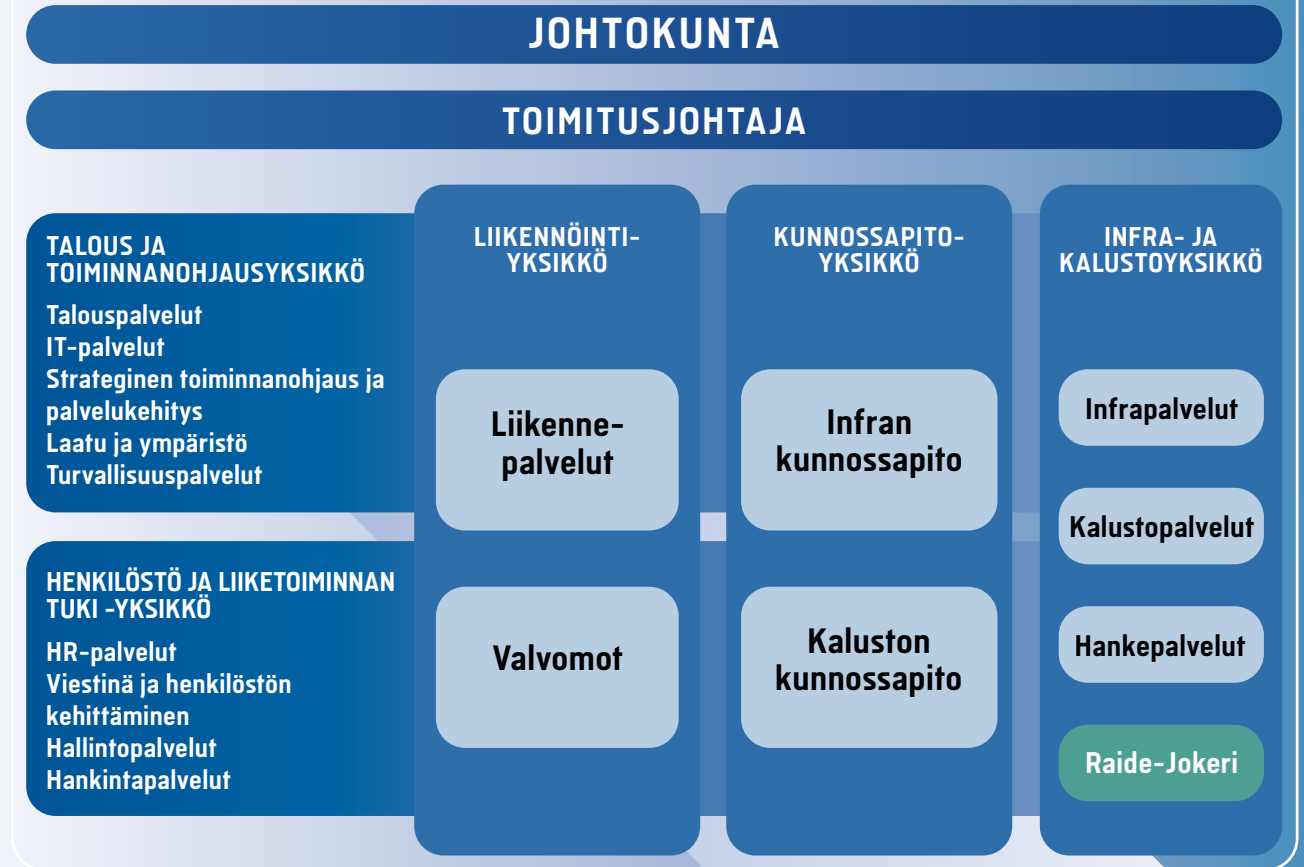 JOHTOKUNTA
TOIMITUSJOHTAJA
TALOUS JA
TOIMINNANOHJAUSYKSIKKÖ
Talouspalvelut
IT-palvelut
Strateginen toiminnanohjaus ja
palvelukehitys
Laatu ja ympäristö
Turvallisuuspalvelut
HENKILÖSTÖ JA LIIKETOIMINNAN
TUKI -YKSIKKÖ
HR-palvelut
Viestinä ja henkilöstön
kehittäminen
Hallintopalvelut
Hankintapalvelut
LIIKENNÖINTI-
YKSIKKÖ
Liikenne-
palvelut
Valvomot
KUNNOSSAPITO-
YKSIKKÖ
Infran
kunnossapito
Kaluston
kunnossapito
INFRA- JA
KALUSTOYKSIKKÖ
Infrapalvelut
Kalustopalvelut
Hankepalvelut
Raide-Jokeri